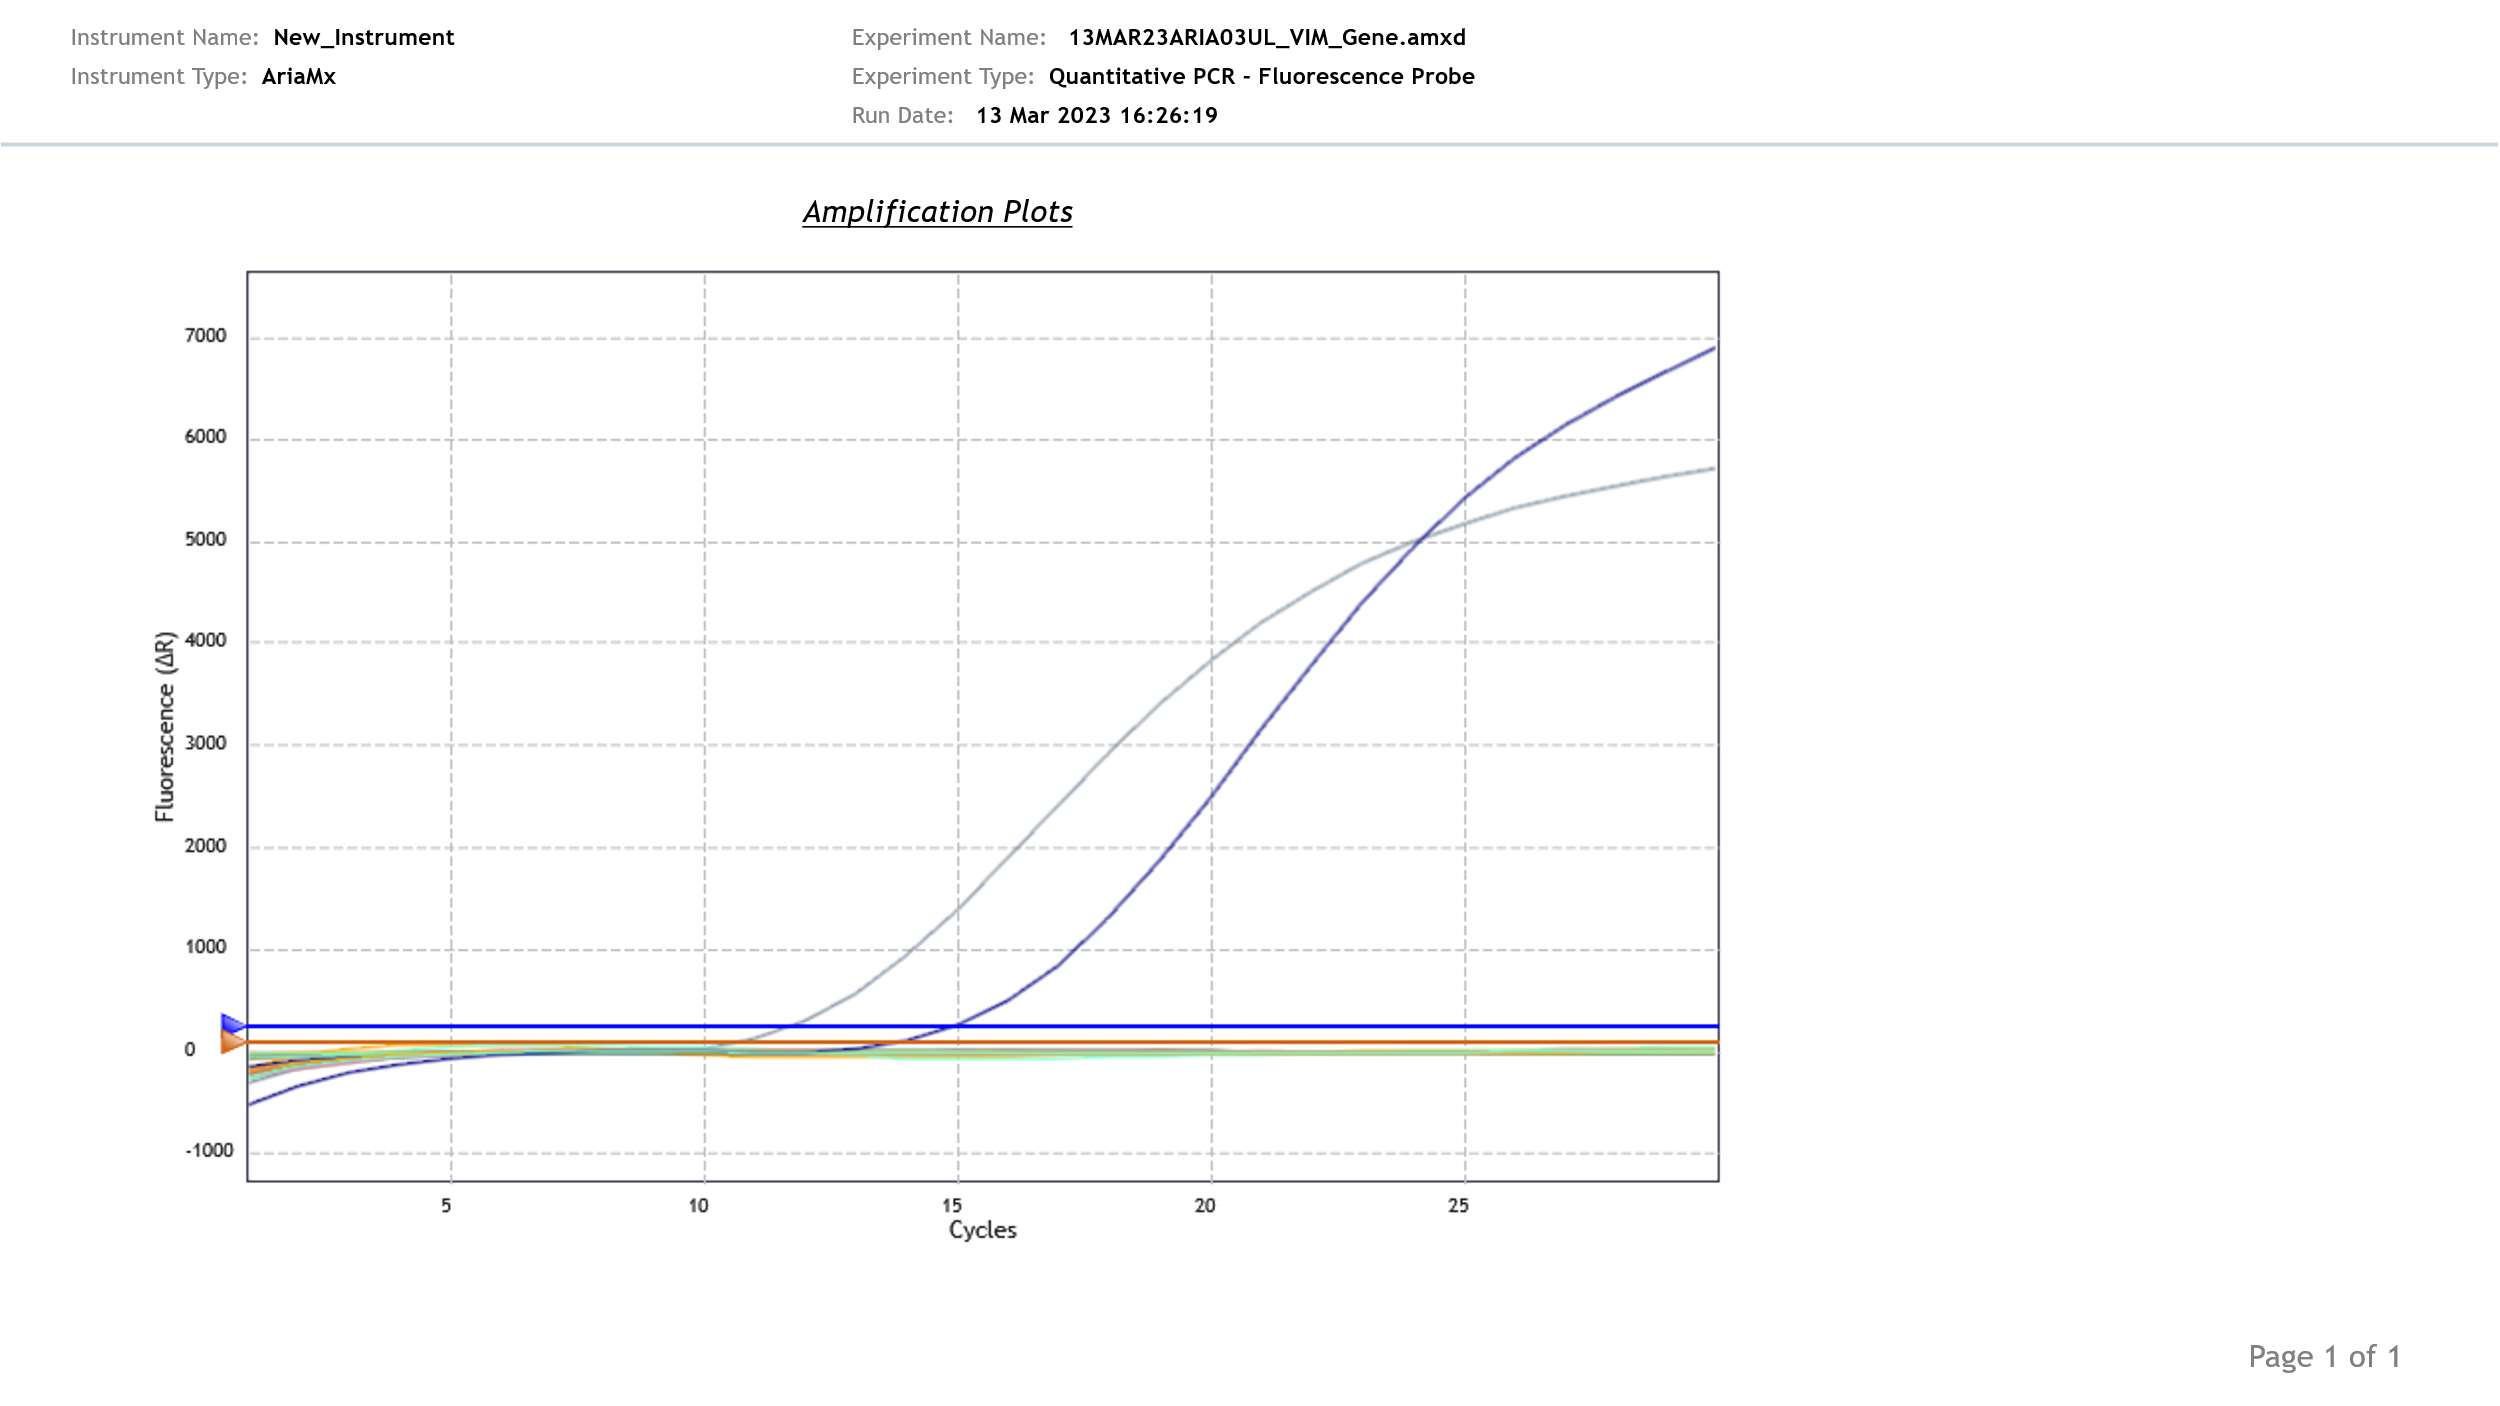 Instrument Name: New_Instrument
Instrument Type: AriaMx
Experiment Name: 13MAR23ARIA03UL_VIM_Gene.amxd
Experiment Type: Quantitative PCR - Fluorescence Probe
Run Date: 13 Mar 2023 16:26:19
Amplification Plots
7000
6000
5000
4000
3000
2000
1000
0
-1000
Fluorescence (ΔR)
5 10 15 20 25
Cycles
Page 1 of 1